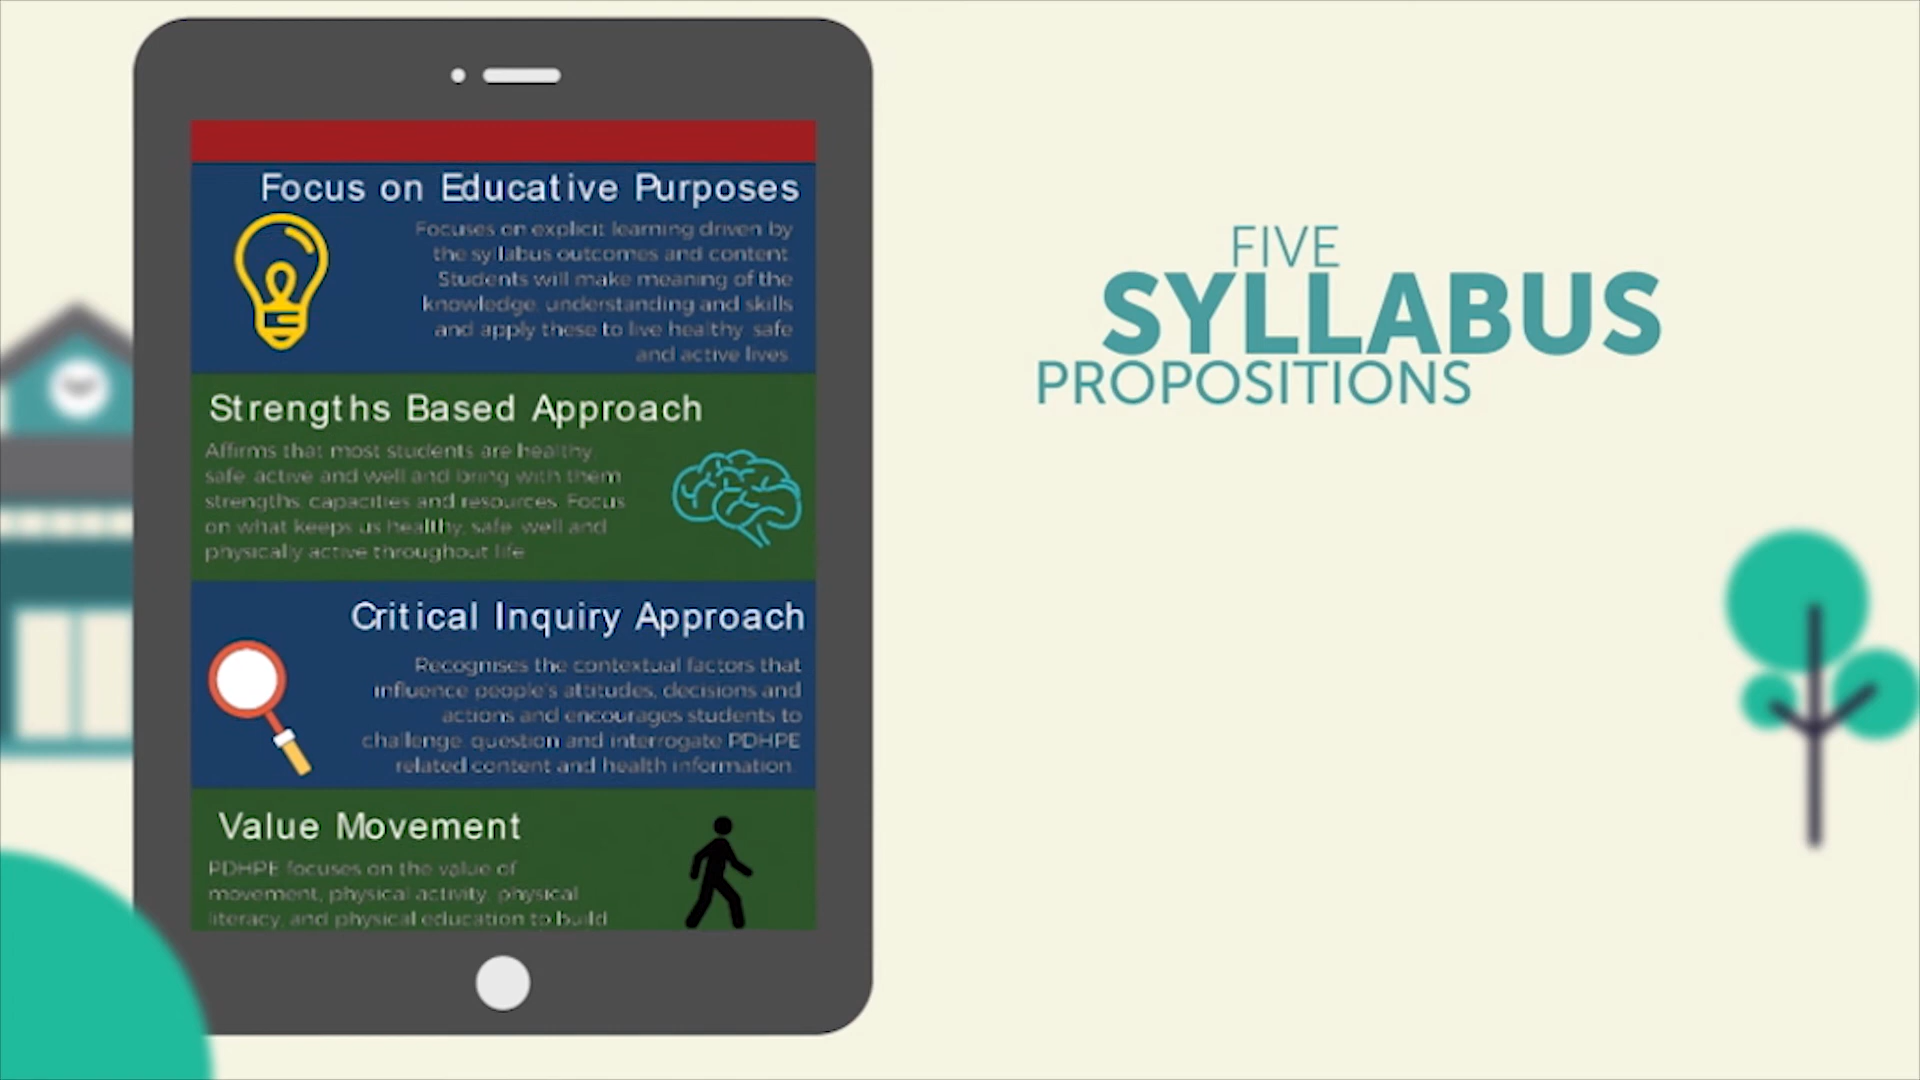 Focus on Educative Purposes
Focuses on explicit learning driven by
the syllabus outcomes and content.
Students will make meaning of the
knowledge, understanding and skills
and apply these to live healthy, safe
and active lives.
Strengths Based Approach
Affirms that most students are healthy,
safe, active and well and bring with them
strengths, capacities and resources. Focus
on what keeps us healthy, safe, well and
physically active throughout life
Critical Inquiry Approach
Recognises the contextual factors that
influence people's attitudes, decisions and
actions and encourages students to
challenge, question and interrogate PDHPE
related content and health information.
Value Movement
PDHPE focuses on the value of
movement, physical activity, physical
literacy, and physical education to build
FIVE
SYLLABUS
PROPOSITIONS